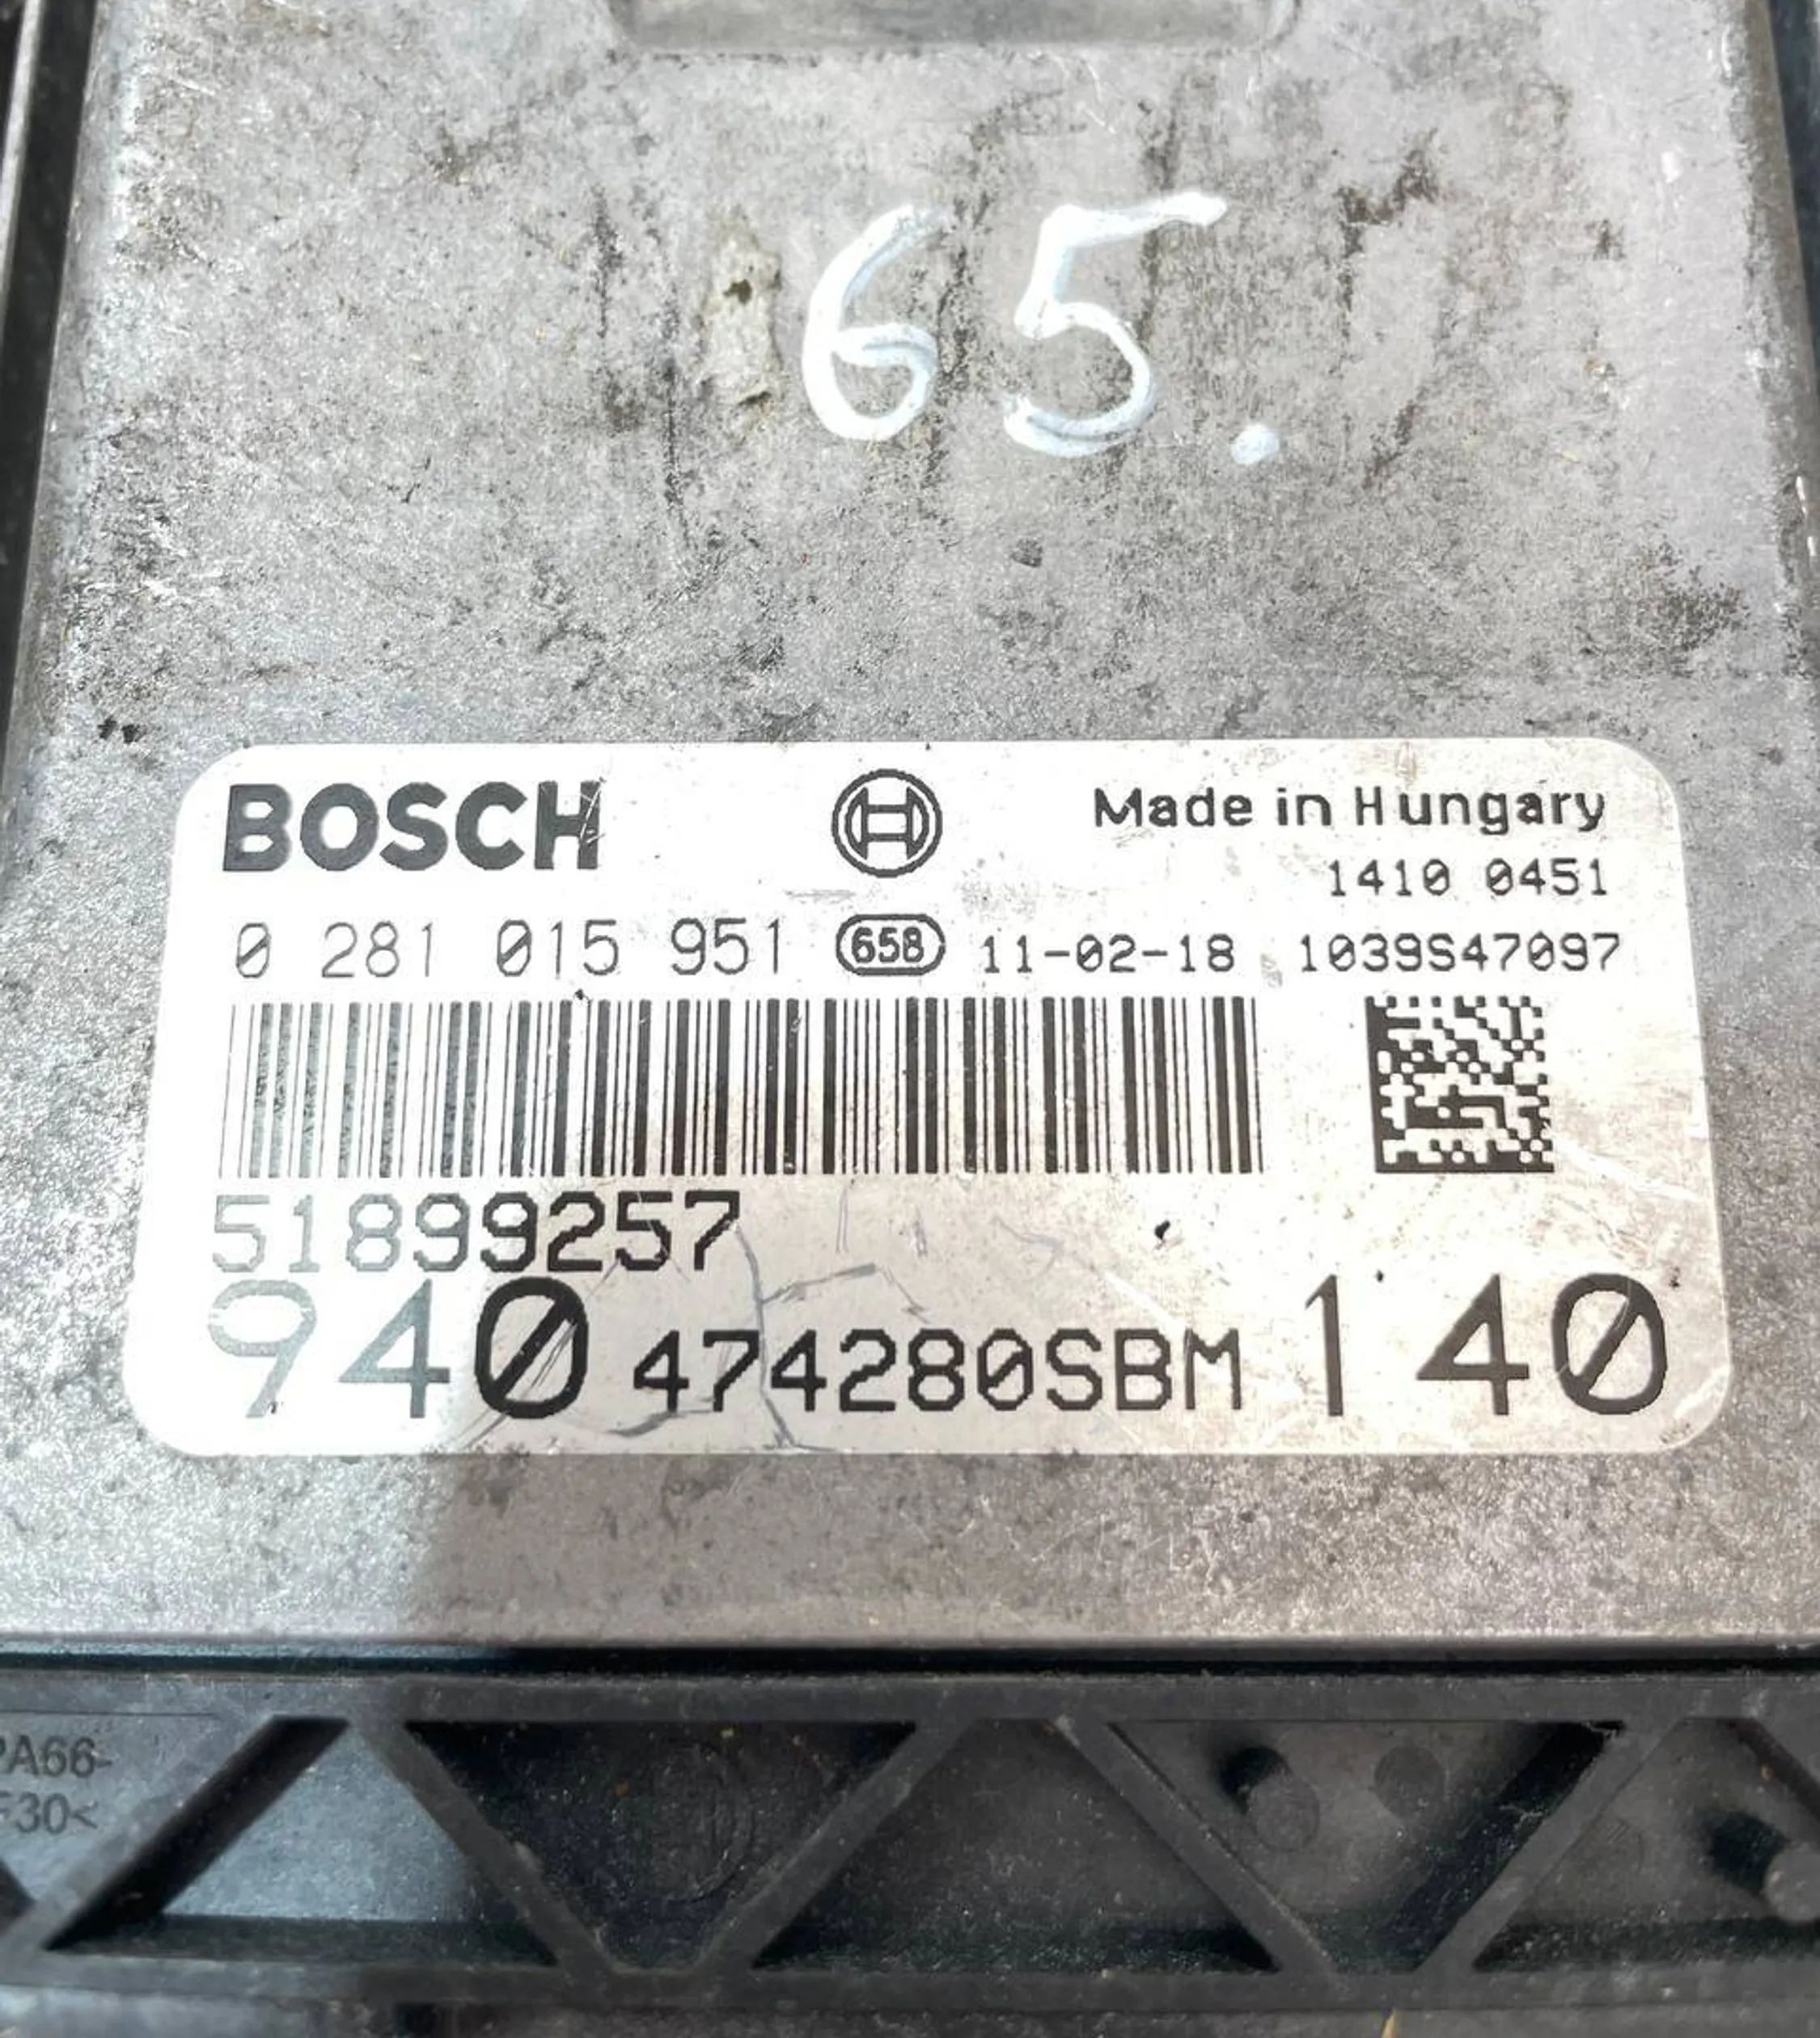 65.
BOSCH Made in Hungary
1410 0451
0 281 015 951 658 11-02-18 1039S47097
51899257
940 474280SBM 140
PA66-
F30<